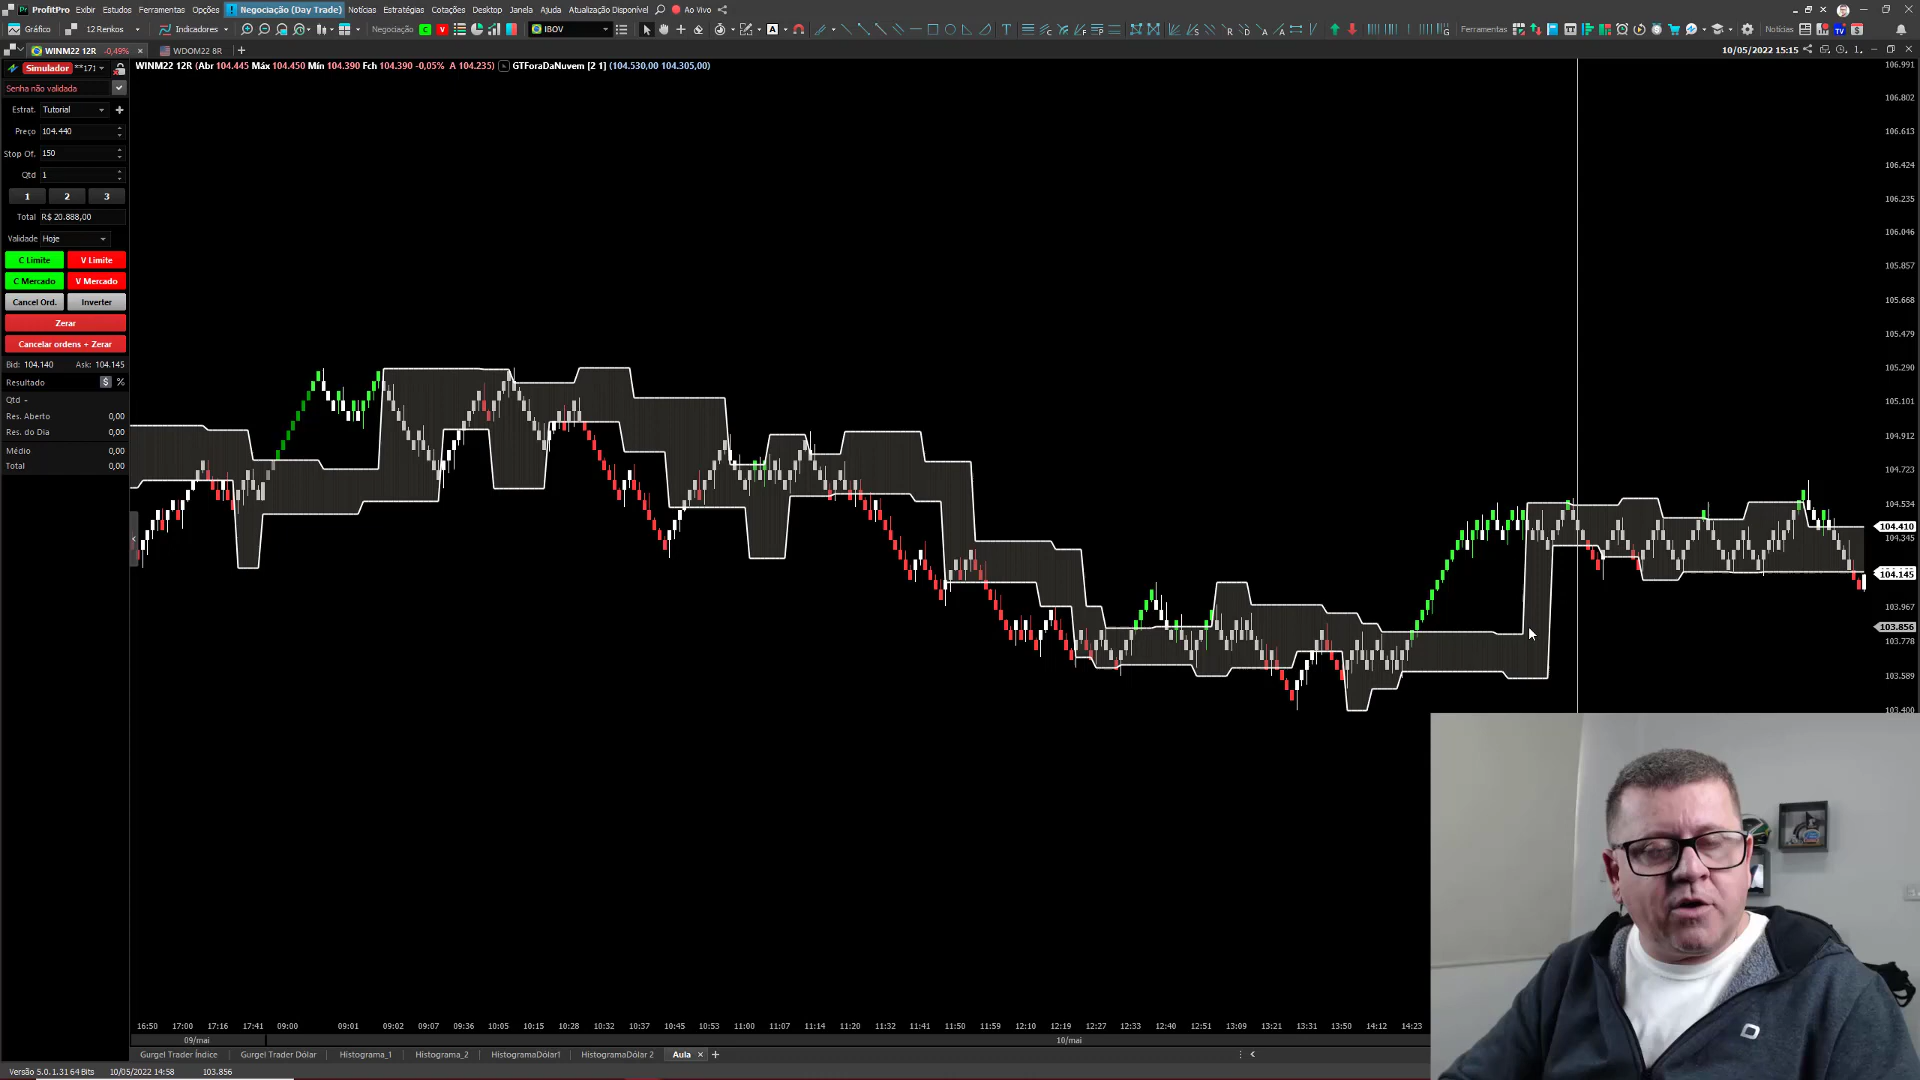 ProfitPro Exibir Estudos Ferramentas Opções ! Negociação (Day Trade) Notícias Estratégias Cotações Desktop Janela Ajuda Atualização Disponível Ao Vivo
Gráfico 12 Renkos Indicadores Negociação C V IBOV Ferramentas Notícias
WINM22 12R -0,49% × WDOM22 8R + 10/05/2022 15:15
WINM22 12R (Abr 104.445 Máx 104.450 Mín 104.390 Fch 104.390 -0,05% A 104.235) GTForaDaNuvem [2 1] (104.530,00 104.305,00)
Simulador **171
Senha não validada
Estrat. Tutorial +
Preço 104.440
Stop Of. 150
Qtd 1
1 2 3
Total R$ 20.888,00
Validade Hoje
C Limite V Limite
C Mercado V Mercado
Cancel Ord. Inverter
Zerar
Cancelar ordens + Zerar
Bid: 104.140 Ask: 104.145
Resultado $ %
Qtd -
Res. Aberto 0,00
Res. do Dia 0,00
Médio 0,00
Total 0,00
106.991
106.802
106.613
106.424
106.235
106.046
105.857
105.668
105.479
105.290
105.101
104.912
104.723
104.534
104.410
104.345
104.145
103.967
103.856
103.778
103.589
103.400
16:50 17:00 17:16 17:41 09:00 09:01 09:02 09:07 09:36 10:05 10:15 10:28 10:32 10:37 10:45 10:53 11:00 11:07 11:14 11:20 11:32 11:42 11:50 11:59 12:10 12:19 12:27 12:33 12:40 12:57 13:09 13:21 13:31 13:50 14:12 14:23
09/mai 10/mai
Gurgel Trader Índice Gurgel Trader Dólar Histograma_1 Histograma_2 HistogramaDólar1 HistogramaDólar 2 Aula × +
Versão 5.0.1.31 64 Bits 10/05/2022 14:58 103.856